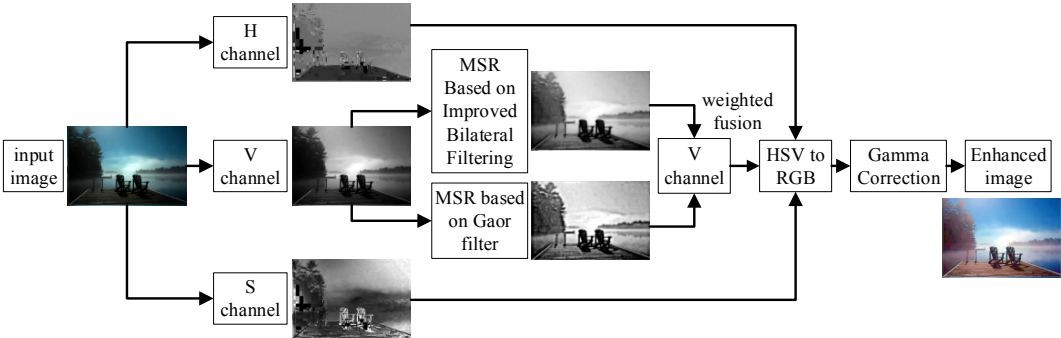 input
image
H
channel
V
channel
S
channel
MSR
Based on
Improved
Bilateral
Filtering
MSR based
on Gaor
filter
weighted
fusion
V
channel
HSV to
RGB
Gamma
Correction
Enhanced
image